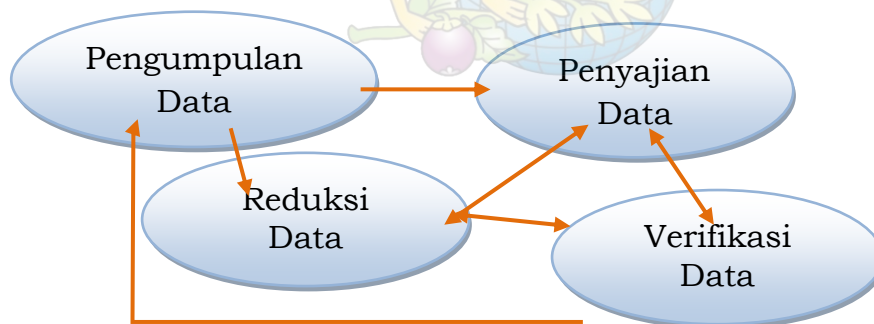 Pengumpulan
Data
Penyajian
Data
Reduksi
Data
Verifikasi
Data